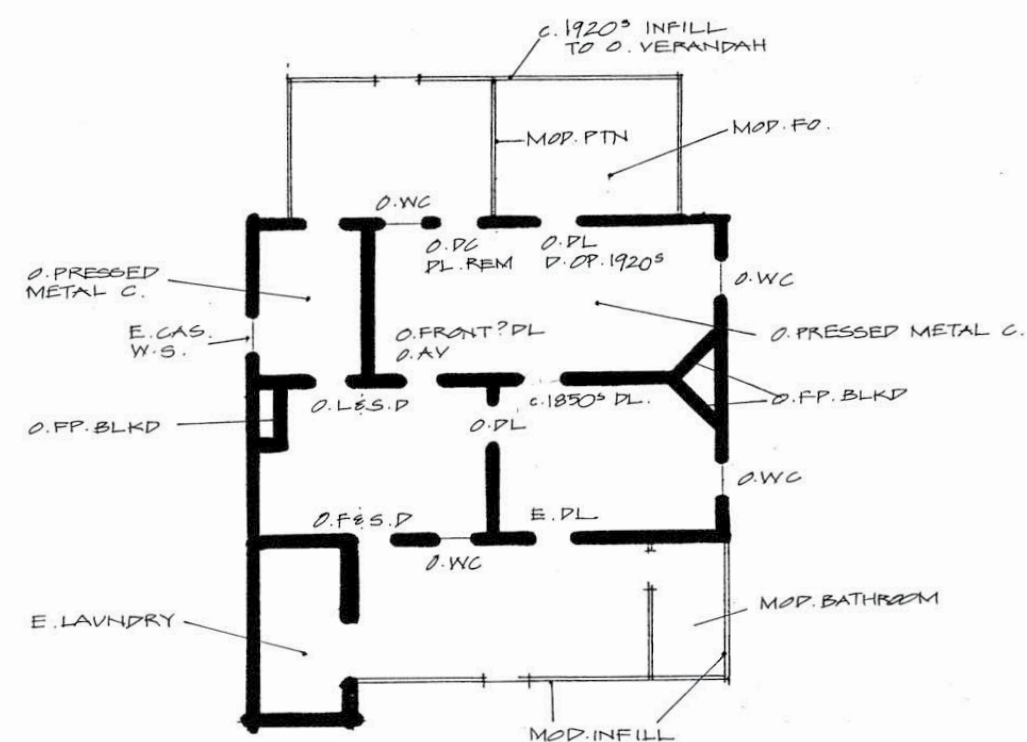 c.1920s INFILL
TO O. VERANDAH
MOD. PTN
MOD. FO.
O. WC
O. DC
DL. REM
O. DL
D. OP. 1920s
O. PRESSED
METAL C.
O. WC
E. CAS.
W.S.
O. FRONT? DL
O. AV
O. PRESSED METAL C.
O. L&S. D
c.1850s DL.
O. FP. BLKD
O. FP. BLKD
O. DL
O. WC
O. F&S. D
E. DL
O. WC
E. LAUNDRY
MOD. BATHROOM
MOD. INFILL